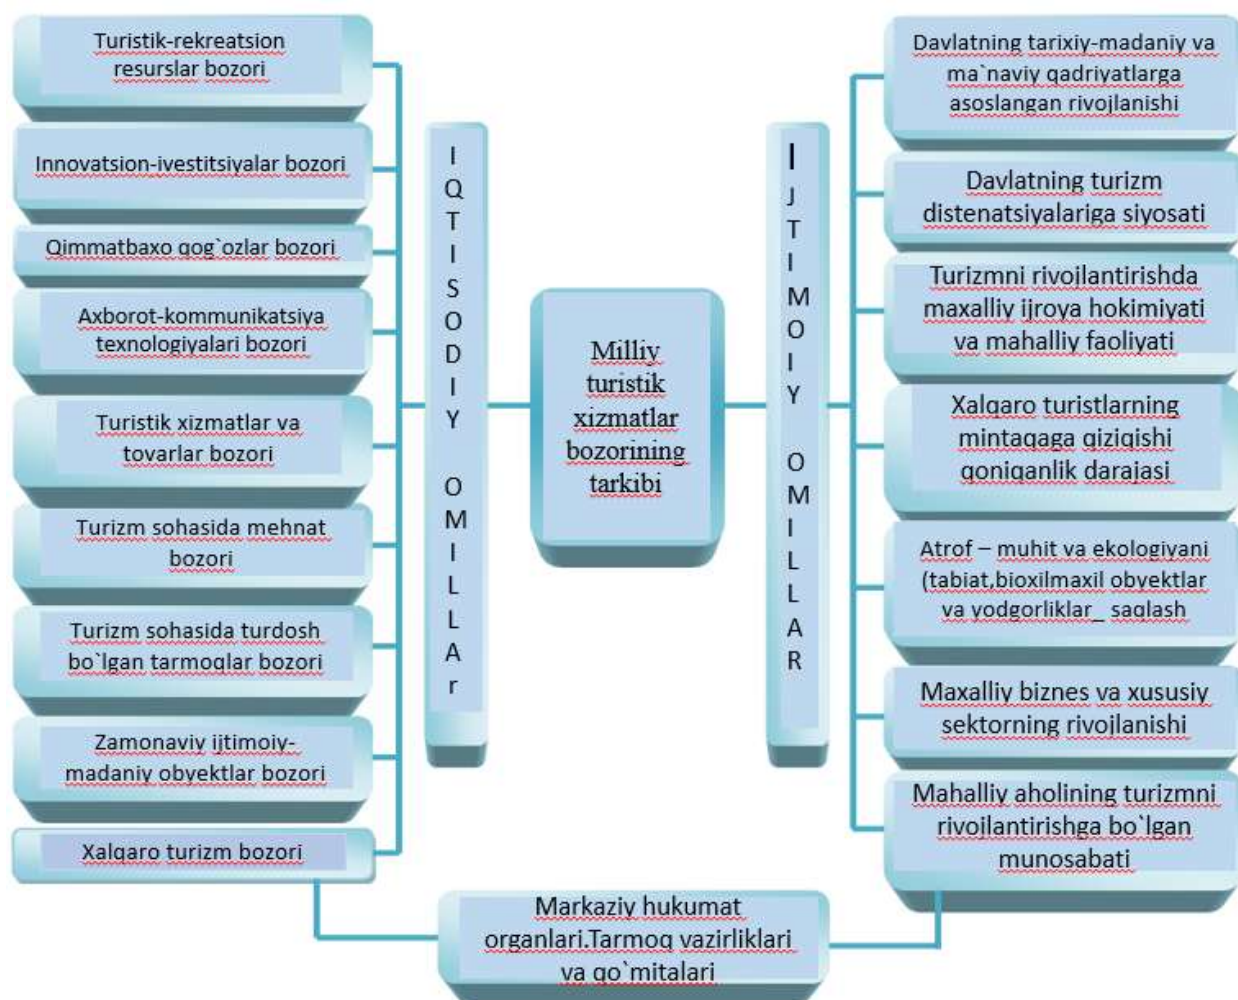 Turistik-rekreatsion
resurslar bozori
Innovatsion-ivestitsiyalar bozori
Qimmatbaxo qog`ozlar bozori
Axborot-kommunikatsiya
texnologiyalari bozori
Turistik xizmatlar va
tovarlar bozori
Turizm sohasida mehnat
bozori
Turizm sohasida turdosh
bo`lgan tarmoqlar bozori
Zamonaviy ijtimoiy-
madaniy obyektlar bozori
Xalqaro turizm bozori
IQTISODIY OMILLAr
Milliy
turistik
xizmatlar
bozorining
tarkibi
IJTIMOIY OMILLAR
Davlatning tarixiy-madaniy va
ma`naviy qadriyatlarga
asoslangan rivojlanishi
Davlatning turizm
distenatsiyalariga siyosati
Turizmni rivojlantirishda
maxalliy ijroya hokimiyati
va mahalliy faoliyati
Xalqaro turistlarning
mintaqaga qiziqishi
qoniqanlik darajasi
Atrof – muhit va ekologiyani
(tabiat,bioxilmaxil obyektlar
va yodgorliklar_ saqlash
Maxalliy biznes va xususiy
sektorning rivojlanishi
Mahalliy aholining turizmni
rivojlantirishga bo`lgan
munosabati
Markaziy hukumat
organlari.Tarmoq vazirliklari
va qo`mitalari